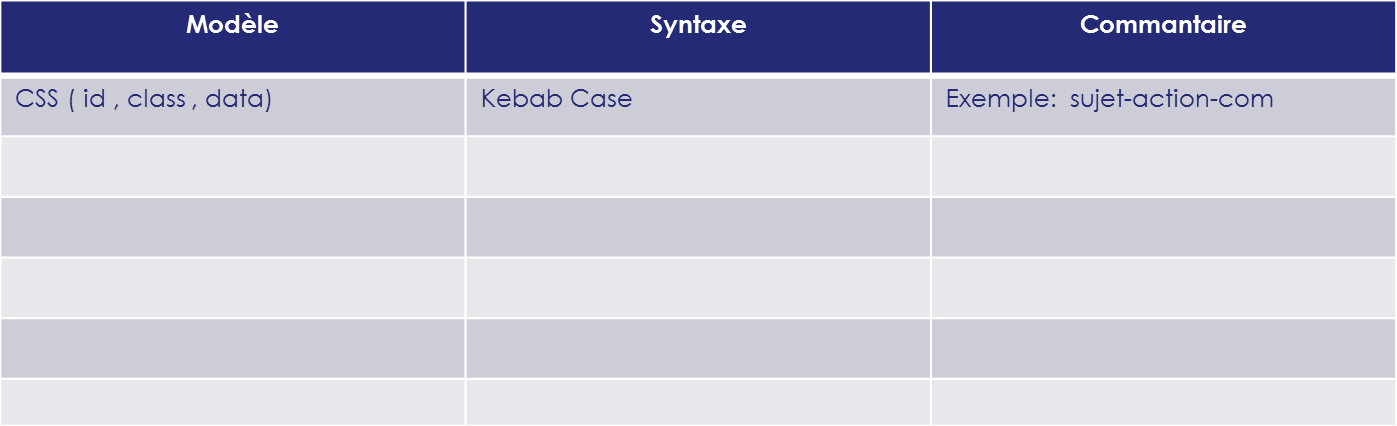 Modèle Syntaxe Commantaire
CSS ( id , class , data) Kebab Case Exemple: sujet-action-com